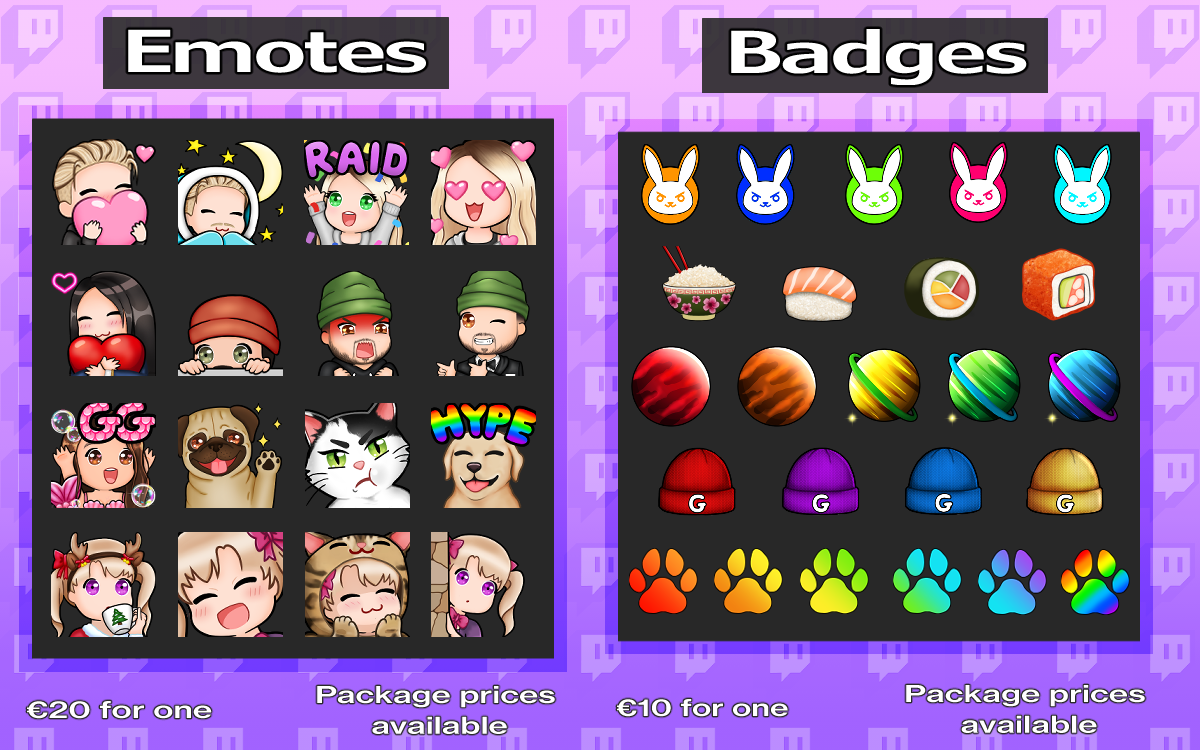 Emotes
Badges
RAID
GG
HYPE
G
G
G
G
€20 for one
Package prices
available
€10 for one
Package prices
available